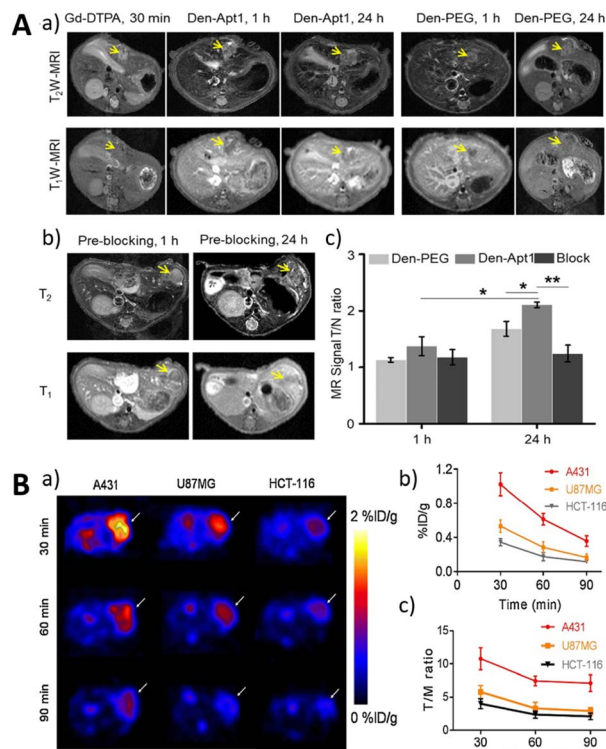 A
a)
Gd-DTPA, 30 min Den-Apt1, 1 h Den-Apt1, 24 h Den-PEG, 1 h Den-PEG, 24 h
T2W-MRI
T1W-MRI
b)
Pre-blocking, 1 h Pre-blocking, 24 h
T2
T1
c)
Den-PEG Den-Apt1 Block
MR Signal T/N ratio
3
2
1
0
* * **
1 h 24 h
B
a)
A431 U87MG HCT-116
30 min
60 min
90 min
2 %ID/g
0 %ID/g
b)
%ID/g
1.5
1.0
0.5
0.0
A431
U87MG
HCT-116
0 30 60 90
Time (min)
c)
T/M ratio
15
10
5
0
A431
U87MG
HCT-116
30 60 90